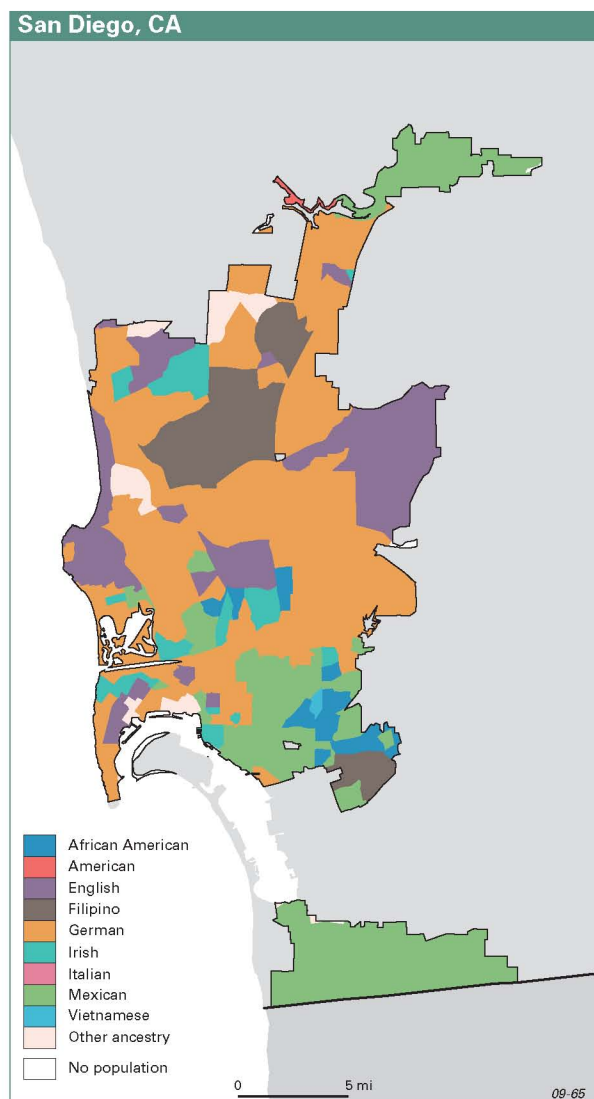 San Diego, CA
African American
American
English
Filipino
German
Irish
Italian
Mexican
Vietnamese
Other ancestry
No population
0 5 mi
09-65